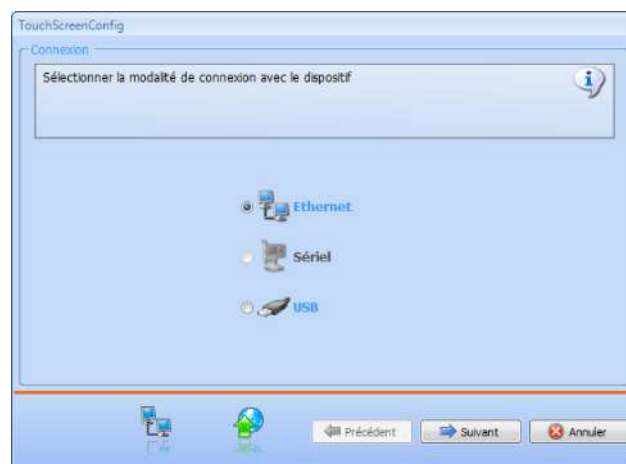 TouchScreenConfig
Connexion
Sélectionner la modalité de connexion avec le dispositif
Ethernet
Sériel
USB
Précédent
Suivant
Annuler